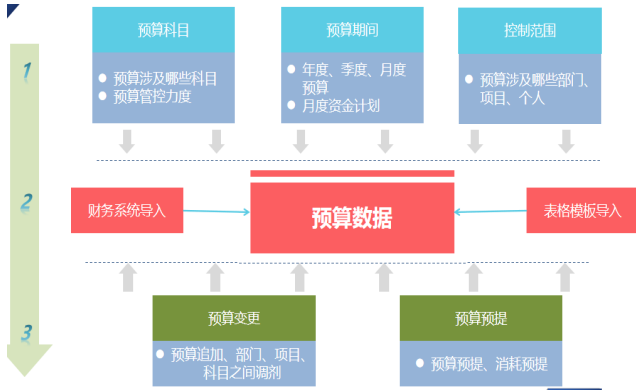 预算科目
预算期间
控制范围
1
预算涉及哪些科目
预算管控力度
年度、季度、月度
预算
月度资金计划
预算涉及哪些部门、
项目、个人
2
财务系统导入
预算数据
表格模板导入
3
预算变更
预算追加、部门、项目、
科目之间调剂
预算预提
预算预提、消耗预提